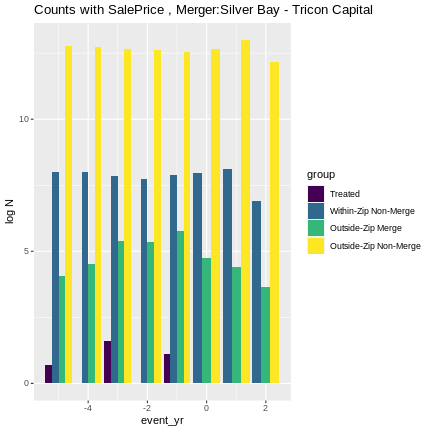 Counts with SalePrice , Merger:Silver Bay - Tricon Capital
log N
10
5
0
-4
-2
0
2
event_yr
group
Treated
Within-Zip Non-Merge
Outside-Zip Merge
Outside-Zip Non-Merge